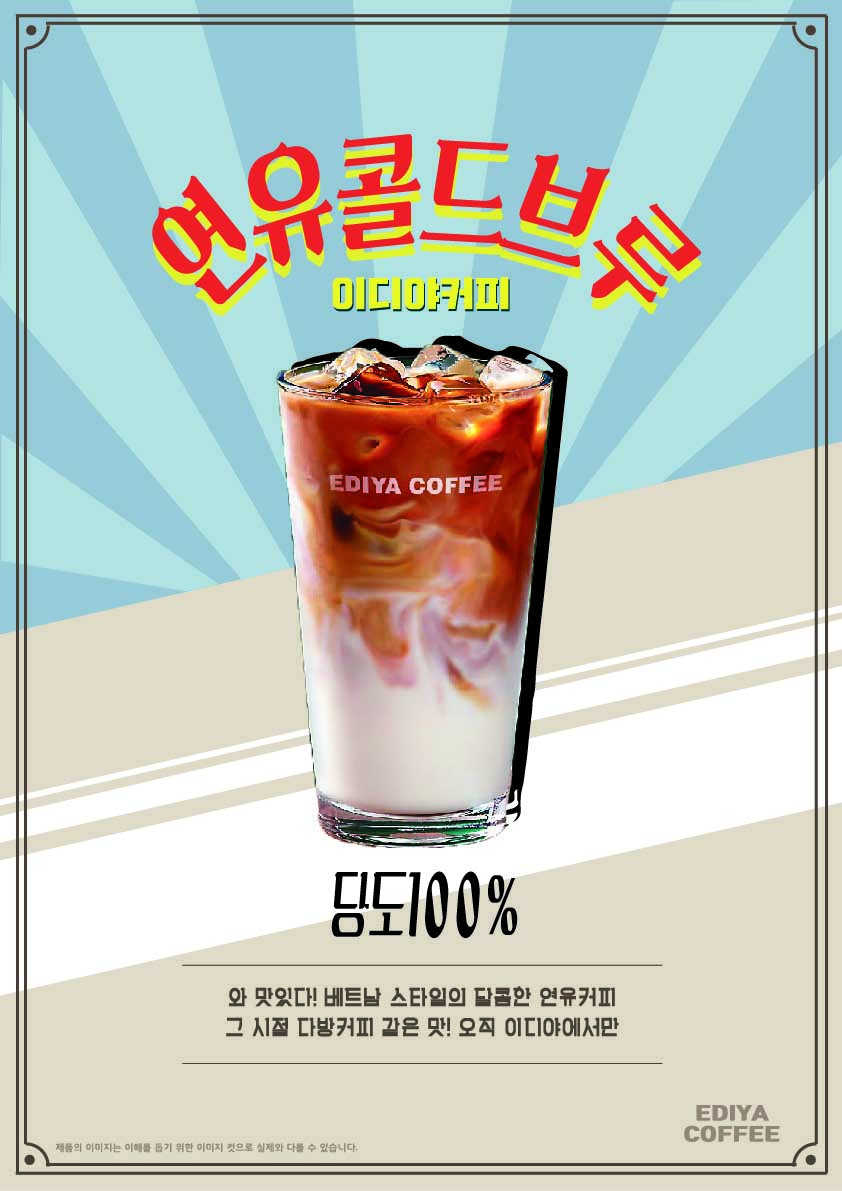 연유콜드브루
이디야커피
EDIYA COFFEE
딩도100%
와 맛있다! 베트남 스타일의 달콤한 연유커피
그 시절 다방커피 같은 맛! 오직 이디야에서만
EDIYA
COFFEE
제품의 이미지는 이해를 돕기 위한 이미지 컷으로 실제와 다를 수 있습니다.